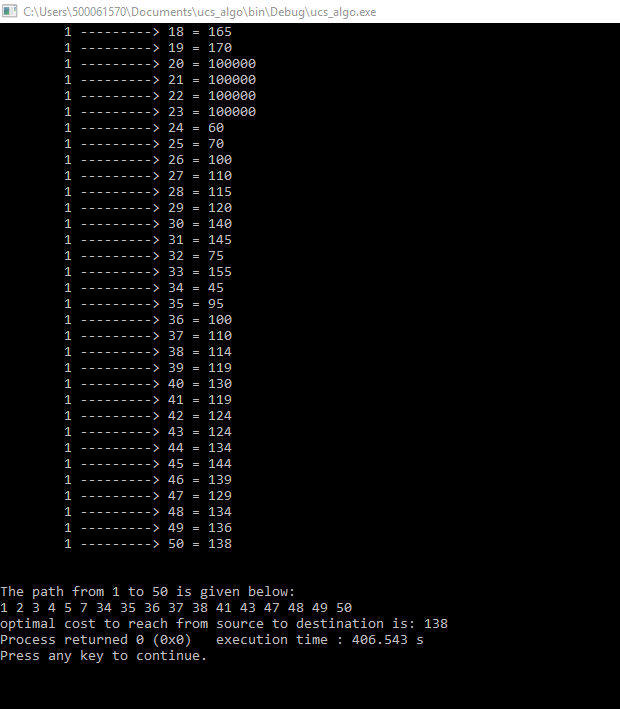 C:\Users\500061570\Documents\ucs_algo\bin\Debug\ucs_algo.exe
1 ---------> 18 = 165
1 ---------> 19 = 170
1 ---------> 20 = 100000
1 ---------> 21 = 100000
1 ---------> 22 = 100000
1 ---------> 23 = 100000
1 ---------> 24 = 60
1 ---------> 25 = 70
1 ---------> 26 = 100
1 ---------> 27 = 110
1 ---------> 28 = 115
1 ---------> 29 = 120
1 ---------> 30 = 140
1 ---------> 31 = 145
1 ---------> 32 = 75
1 ---------> 33 = 155
1 ---------> 34 = 45
1 ---------> 35 = 95
1 ---------> 36 = 100
1 ---------> 37 = 110
1 ---------> 38 = 114
1 ---------> 39 = 119
1 ---------> 40 = 130
1 ---------> 41 = 119
1 ---------> 42 = 124
1 ---------> 43 = 124
1 ---------> 44 = 134
1 ---------> 45 = 144
1 ---------> 46 = 139
1 ---------> 47 = 129
1 ---------> 48 = 134
1 ---------> 49 = 136
1 ---------> 50 = 138
The path from 1 to 50 is given below:
1 2 3 4 5 7 34 35 36 37 38 41 43 47 48 49 50
optimal cost to reach from source to destination is: 138
Process returned 0 (0x0)   execution time : 406.543 s
Press any key to continue.